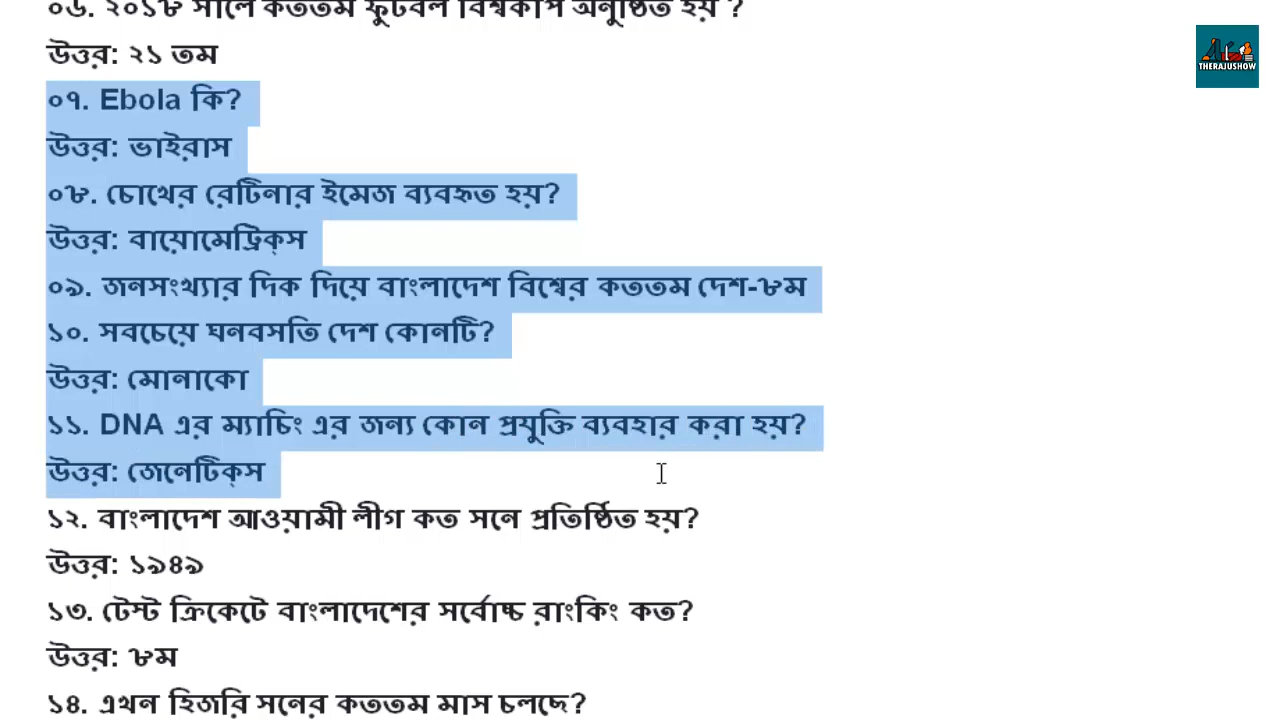 ০৬. ২০১৮ সালে কততম ফুটবল বিশ্বকাপ অনুষ্ঠিত হয় ?
উত্তর: ২১ তম
THERAJUSHOW
০৭. Ebola কি?
উত্তর: ভাইরাস
০৮. চোখের রেটিনার ইমেজ ব্যবহৃত হয়?
উত্তর: বায়োমেট্রিক্স
০৯. জনসংখ্যার দিক দিয়ে বাংলাদেশ বিশ্বের কততম দেশ-৮ম
১০. সবচেয়ে ঘনবসতি দেশ কোনটি?
উত্তর: মোনাকো
১১. DNA এর ম্যাচিং এর জন্য কোন প্রযুক্তি ব্যবহার করা হয়?
উত্তর: জেনেটিক্স
১২. বাংলাদেশ আওয়ামী লীগ কত সনে প্রতিষ্ঠিত হয়?
উত্তর: ১৯৪৯
১৩. টেস্ট ক্রিকেটে বাংলাদেশের সর্বোচ্চ রাংকিং কত?
উত্তর: ৮ম
১৪. এখন হিজরি সনের কততম মাস চলছে?